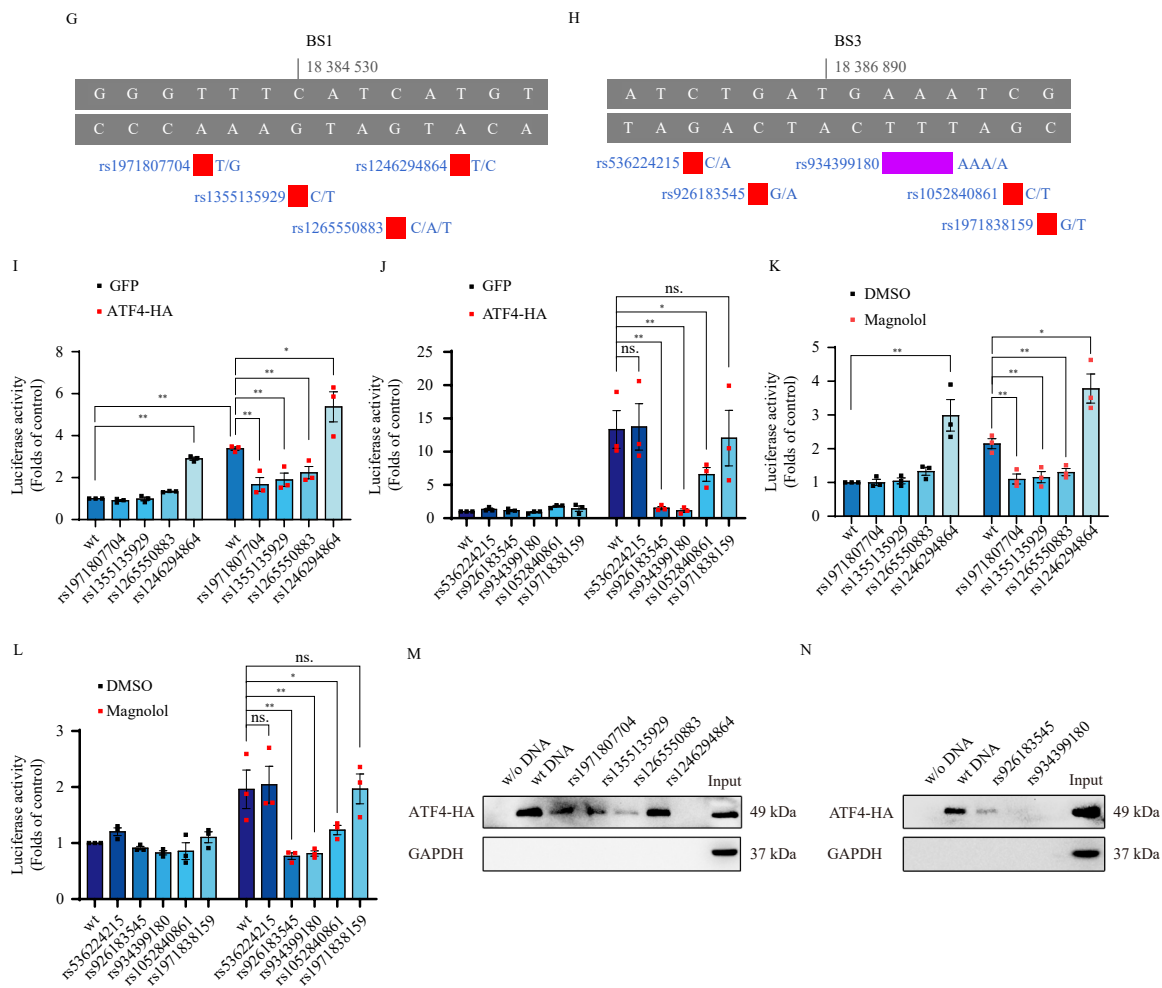 G
BS1
18 384 530
G G G T T T C A T C A T G T
C C C A A A G T A G T A C A
rs1971807704 T/G
rs1246294864 T/C
rs1355135929 C/T
rs1265550883 C/A/T
H
BS3
18 386 890
A T C T G A T G A A A T C G
T A G A C T A C T T T A G C
rs536224215 C/A
rs934399180 AAA/A
rs926183545 G/A
rs1052840861 C/T
rs1971838159 G/T
I
GFP
ATF4-HA
Luciferase activity
(Folds of control)
8
6
4
2
0
**
**
**
**
**
*
wt
rs1971807704
rs1355135929
rs1265550883
rs1246294864
wt
rs1971807704
rs1355135929
rs1265550883
rs1246294864
J
GFP
ATF4-HA
Luciferase activity
(Folds of control)
25
20
15
10
5
0
ns.
*
**
**
ns.
wt
rs536224215
rs926183545
rs934399180
rs1052840861
rs1971838159
wt
rs536224215
rs926183545
rs934399180
rs1052840861
rs1971838159
K
DMSO
Magnolol
Luciferase activity
(Folds of control)
5
4
3
2
1
0
**
*
**
**
**
wt
rs1971807704
rs1355135929
rs1265550883
rs1246294864
wt
rs1971807704
rs1355135929
rs1265550883
rs1246294864
L
DMSO
Magnolol
Luciferase activity
(Folds of control)
3
2
1
0
ns.
*
**
**
ns.
wt
rs536224215
rs926183545
rs934399180
rs1052840861
rs1971838159
wt
rs536224215
rs926183545
rs934399180
rs1052840861
rs1971838159
M
w/o DNA
wt DNA
rs1971807704
rs1355135929
rs1265550883
rs1246294864
Input
ATF4-HA 49 kDa
GAPDH 37 kDa
N
w/o DNA
wt DNA
rs926183545
rs934399180
Input
ATF4-HA 49 kDa
GAPDH 37 kDa